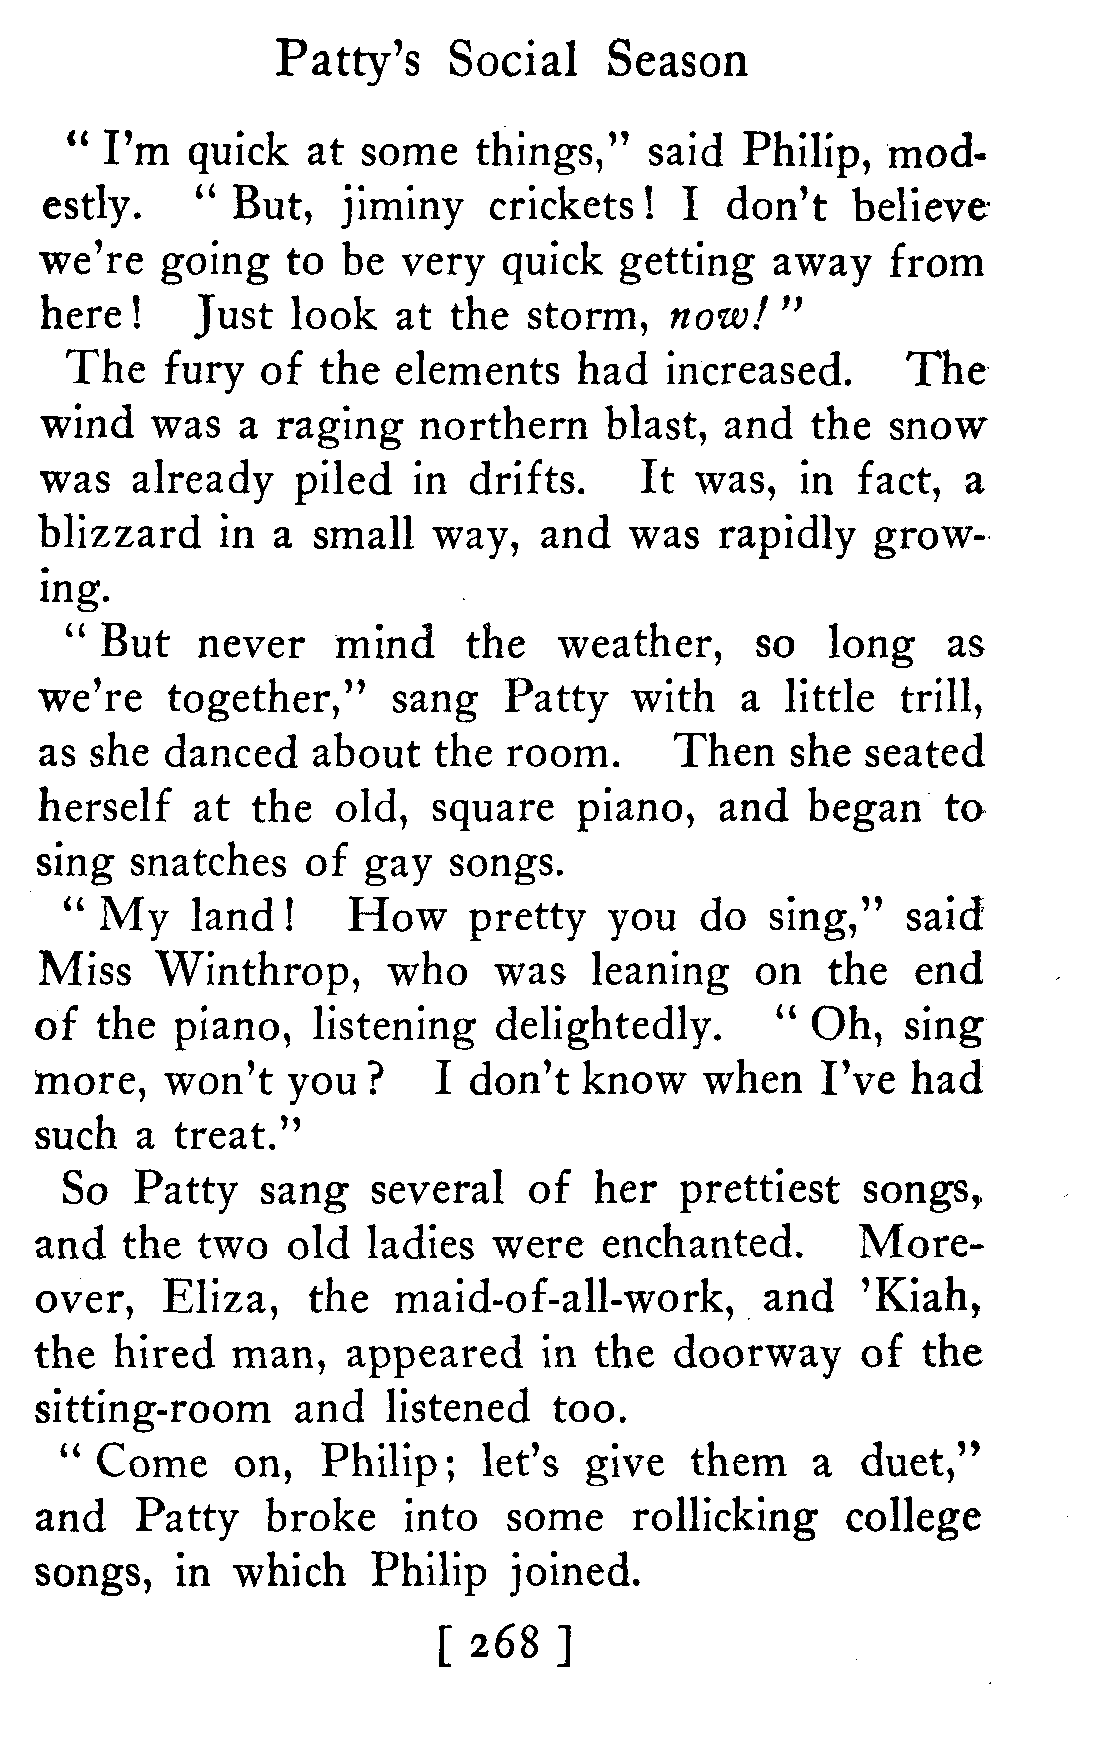 Patty's Social Season
" I'm quick at some things," said Philip, mod-
estly. " But, jiminy crickets! I don't believe
we're going to be very quick getting away from
here! Just look at the storm, now!"
The fury of the elements had increased. The
wind was a raging northern blast, and the snow
was already piled in drifts. It was, in fact, a
blizzard in a small way, and was rapidly grow-
ing.
" But never mind the weather, so long as
we're together," sang Patty with a little trill,
as she danced about the room. Then she seated
herself at the old, square piano, and began to
sing snatches of gay songs.
" My land! How pretty you do sing," said
Miss Winthrop, who was leaning on the end
of the piano, listening delightedly. " Oh, sing
more, won't you? I don't know when I've had
such a treat."
So Patty sang several of her prettiest songs,
and the two old ladies were enchanted. More-
over, Eliza, the maid-of-all-work, and 'Kiah,
the hired man, appeared in the doorway of the
sitting-room and listened too.
" Come on, Philip; let's give them a duet,"
and Patty broke into some rollicking college
songs, in which Philip joined.
[ 268 ]